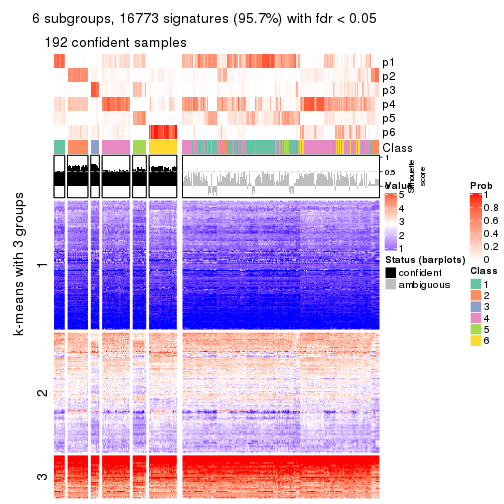 6 subgroups, 16773 signatures (95.7%) with fdr < 0.05
192 confident samples
p1
p2
p3
p4
p5
p6
Class
1
0.5
0
Silhouette
score
k-means with 3 groups
1
2
3
Value
5
4
3
2
1
Status (barplots)
confident
ambiguous
Prob
1
0.8
0.6
0.4
0.2
0
Class
1
2
3
4
5
6